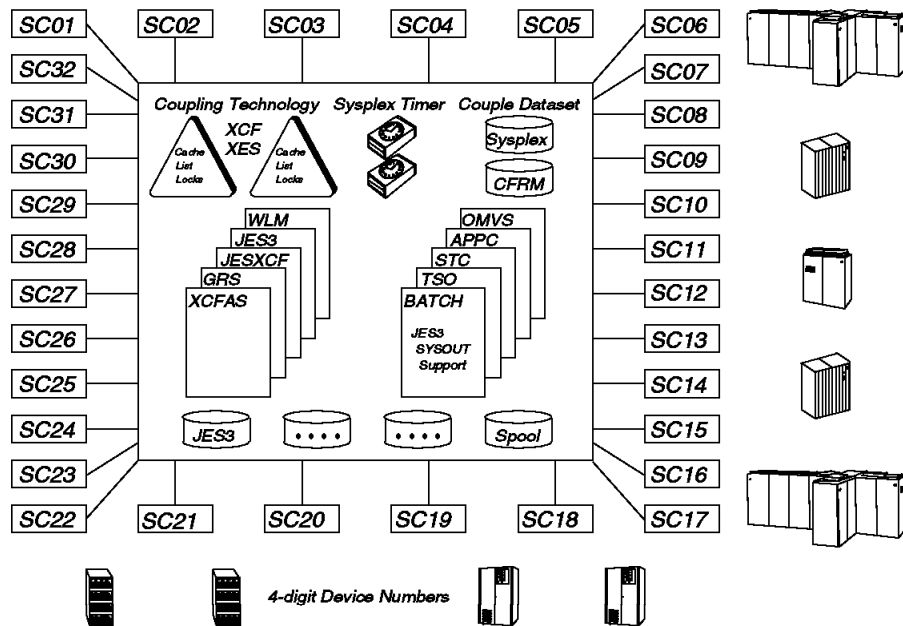 SC01
SC02
SC03
SC04
SC05
SC06
SC32
SC07
SC31
SC08
SC30
SC09
SC29
SC10
SC28
SC11
SC27
SC12
SC26
SC13
SC25
SC14
SC24
SC15
SC23
SC16
SC22
SC21
SC20
SC19
SC18
SC17
Coupling Technology
Sysplex Timer
Couple Dataset
XCF
XES
Cache
List
Locks
Cache
List
Locks
Sysplex
CFRM
WLM
JES3
JESXCF
GRS
XCFAS
OMVS
APPC
STC
TSO
BATCH
JES3
SYSOUT
Support
JES3
• • • •
• • • •
Spool
4-digit Device Numbers